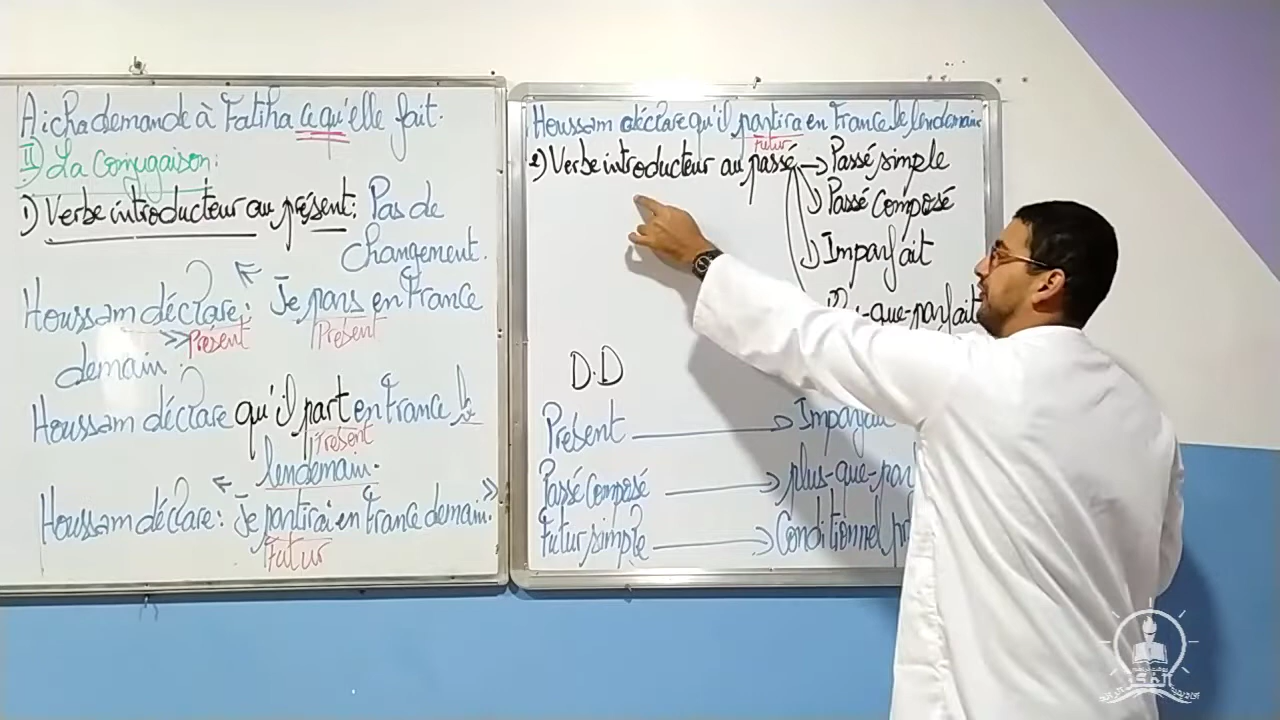 Aicha demande à Fatiha ce qu'elle fait.
II) La Conjugaison:
1) Verbe introducteur au présent: Pas de
changement.
Houssam déclare: « Je pars en France
Présent Présent
demain ».
Houssam déclare qu'il part en France le
Présent
lendemain.
Houssam déclare: « Je partirai en France demain. »
Futur
Houssam déclare qu'il partira en France le lendemain
Futur
2) Verbe introducteur au passé → Passé simple
Passé Composé
Imparfait
-que-parfait
D.D
Présent → Imparfait
Passé Composé → plus-que-par
Futur simple → Conditionnel pr